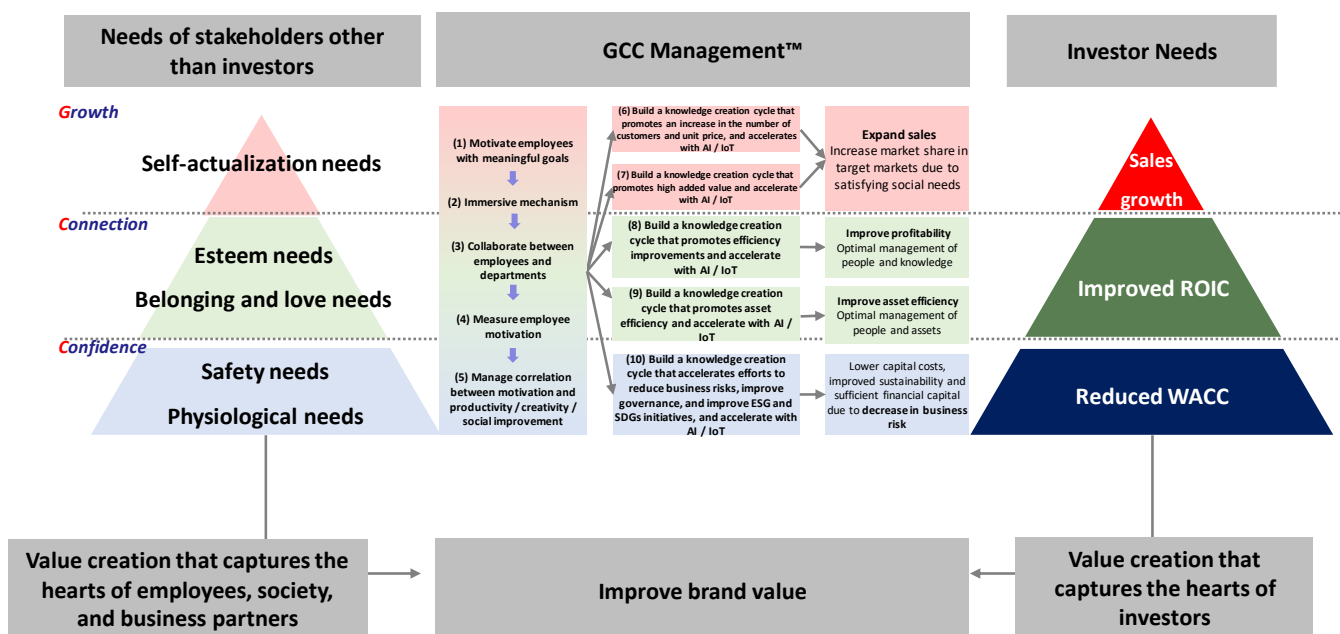 Needs of stakeholders other
than investors
GCC Management™
Investor Needs
Growth
Self-actualization needs
Connection
Esteem needs
Belonging and love needs
Confidence
Safety needs
Physiological needs
(1) Motivate employees
with meaningful goals
(2) Immersive mechanism
(3) Collaborate between
employees and
departments
(4) Measure employee
motivation
(5) Manage correlation
between motivation and
productivity / creativity /
social improvement
(6) Build a knowledge creation cycle that
promotes an increase in the number of
customers and unit price, and accelerates
with AI / IoT
(7) Build a knowledge creation cycle that
promotes high added value and accelerate
with AI / IoT
(8) Build a knowledge creation
cycle that promotes efficiency
improvements and accelerate
with AI / IoT
(9) Build a knowledge creation
cycle that promotes asset
efficiency and accelerate with AI /
IoT
(10) Build a knowledge creation
cycle that accelerates efforts to
reduce business risks, improve
governance, and improve ESG and
SDGs initiatives, and accelerate with
AI / IoT
Expand sales
Increase market share in
target markets due to
satisfying social needs
Improve profitability
Optimal management of
people and knowledge
Improve asset efficiency
Optimal management of
people and assets
Lower capital costs,
improved sustainability and
sufficient financial capital
due to decrease in business
risk
Sales
growth
Improved ROIC
Reduced WACC
Value creation that captures the
hearts of employees, society,
and business partners
Improve brand value
Value creation that
captures the hearts of
investors